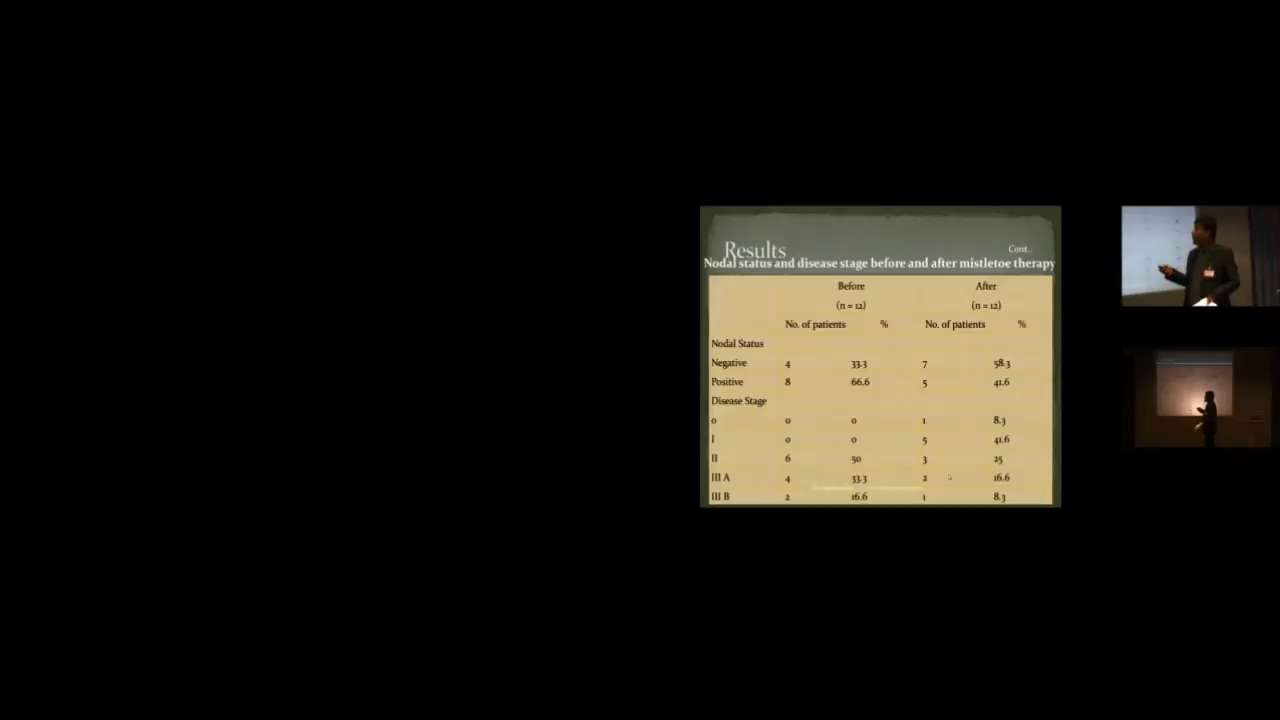 Results
Cont..
Nodal status and disease stage before and after mistletoe therapy
Before After
(n = 12) (n = 12)
No. of patients % No. of patients %
Nodal Status
Negative 4 33.3 7 58.3
Positive 8 66.6 5 41.6
Disease Stage
0 0 0 1 8.3
I 0 0 5 41.6
II 6 50 3 25
III A 4 33.3 2 16.6
III B 2 16.6 1 8.3